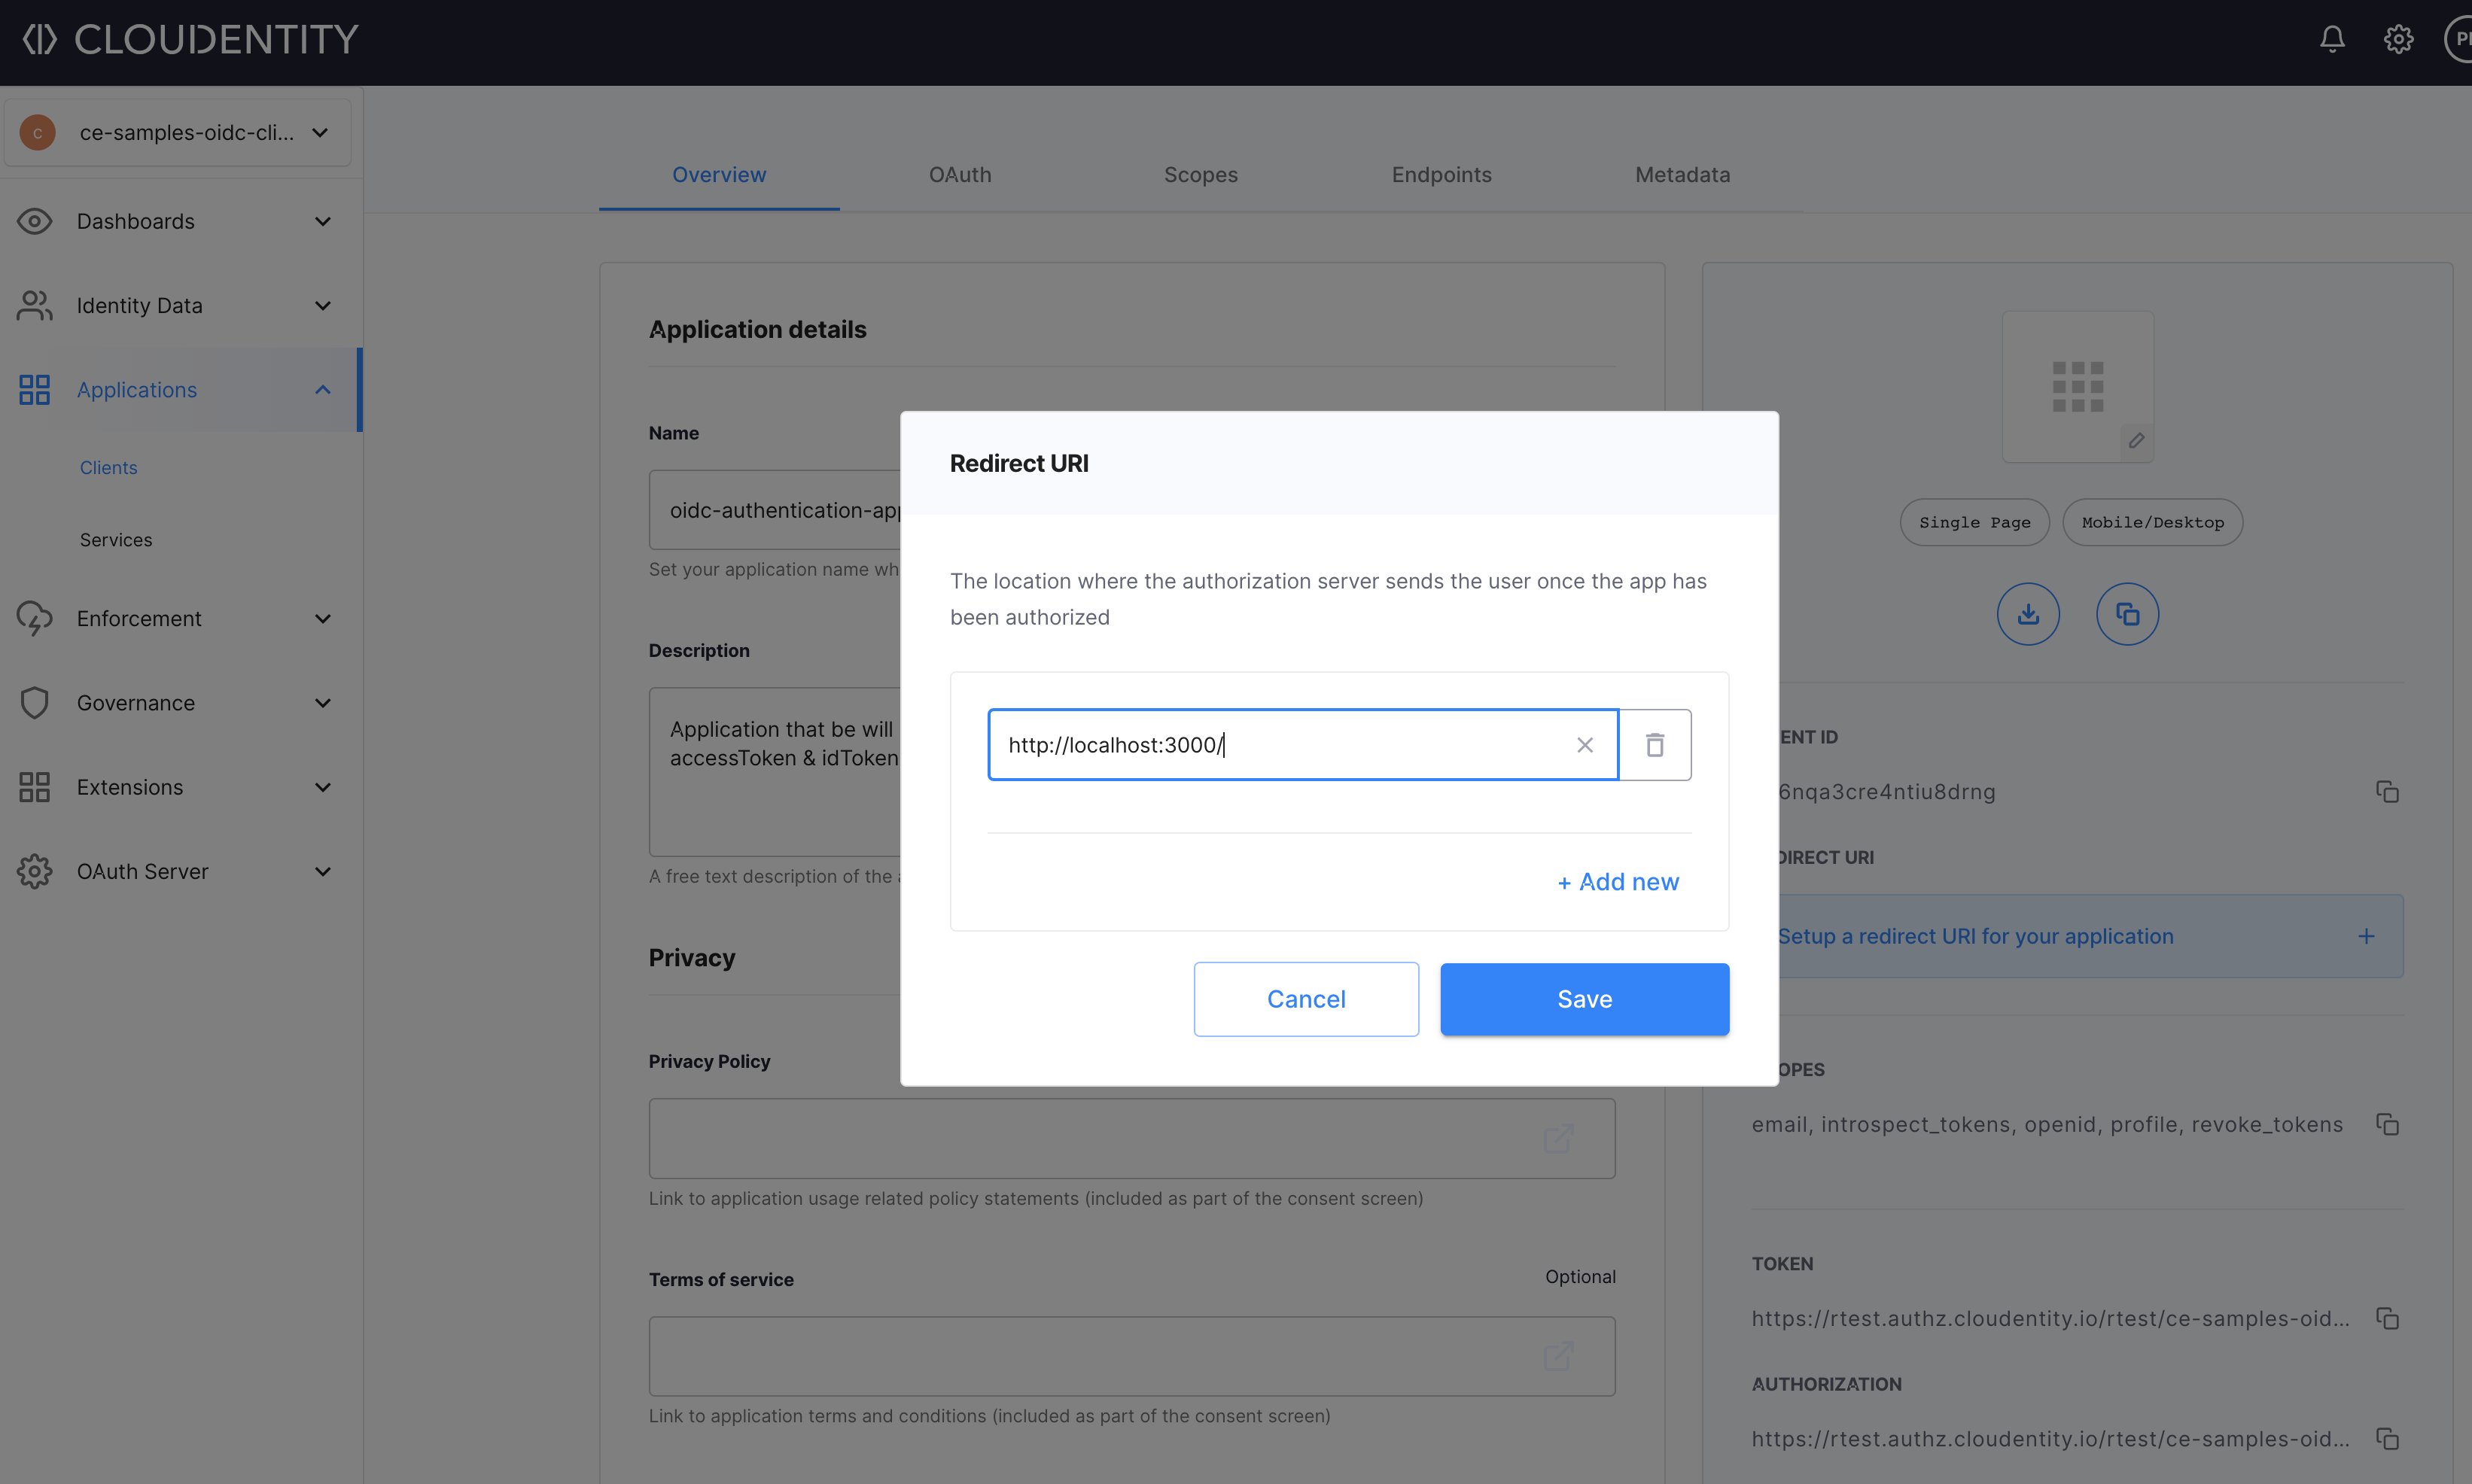 CLOUDENTITY
C
ce-samples-oidc-cli...
Dashboards
Identity Data
Applications
Clients
Services
Enforcement
Governance
Extensions
OAuth Server
Overview
OAuth
Scopes
Endpoints
Metadata
Application details
Name
oidc-authentication-app
Set your application name wh
Description
Application that be will
accessToken & idToken
A free text description of the
Privacy
Privacy Policy
Link to application usage related policy statements (included as part of the consent screen)
Terms of service
Optional
Link to application terms and conditions (included as part of the consent screen)
Redirect URI
The location where the authorization server sends the user once the app has
been authorized
http://localhost:3000/
+ Add new
Cancel
Save
Single Page
Mobile/Desktop
ENT ID
6nqa3cre4ntiu8drng
DIRECT URI
Setup a redirect URI for your application
OPES
email, introspect_tokens, openid, profile, revoke_tokens
TOKEN
https://rtest.authz.cloudentity.io/rtest/ce-samples-oid...
AUTHORIZATION
https://rtest.authz.cloudentity.io/rtest/ce-samples-oid...